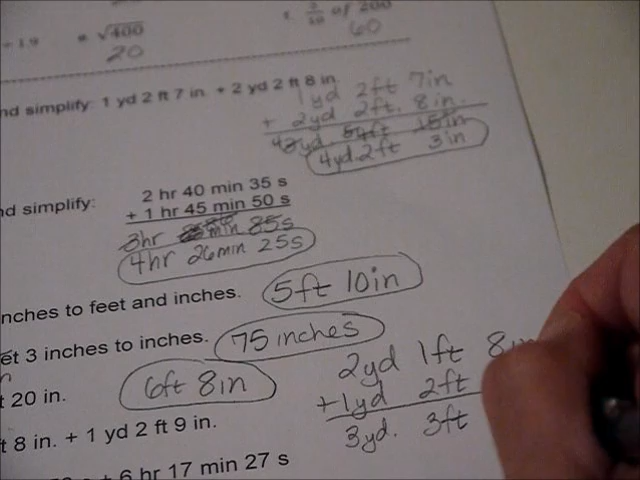 √400
20
of 200
60
nd simplify: 1 yd 2 ft 7 in. + 2 yd 2 ft 8 in
1yd 2ft 7in
+ 2yd. 2ft. 8in.
4yd. 2ft 3in
nd simplify:
2 hr 40 min 35 s
+ 1 hr 45 min 50 s
3hr 85s
4hr 26min 25s
nches to feet and inches.
5ft 10in
et 3 inches to inches.
75 inches
t 20 in.
6ft 8in
2yd 1ft 8in
+1yd 2ft
3yd. 3ft
t 8 in. + 1 yd 2 ft 9 in.
+ 6 hr 17 min 27 s